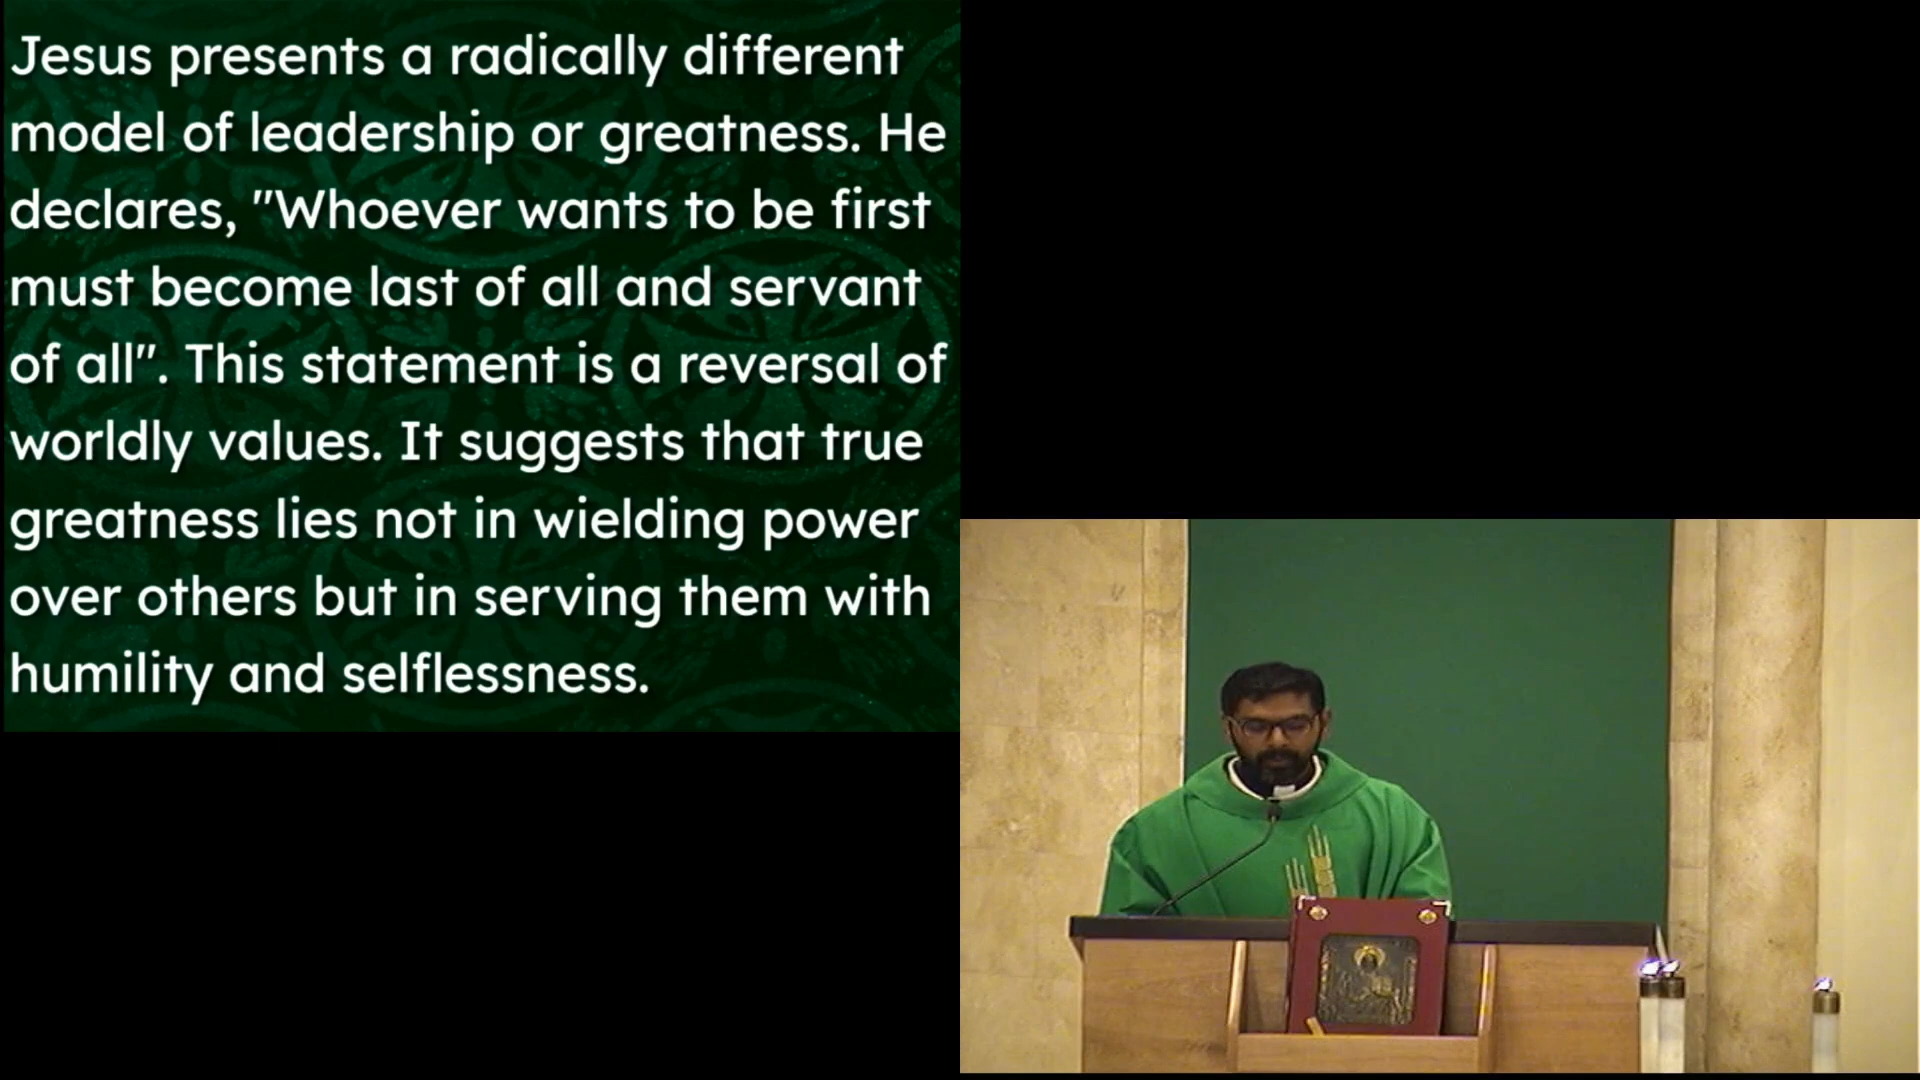 Jesus presents a radically different
model of leadership or greatness. He
declares, "Whoever wants to be first
must become last of all and servant
of all". This statement is a reversal of
worldly values. It suggests that true
greatness lies not in wielding power
over others but in serving them with
humility and selflessness.